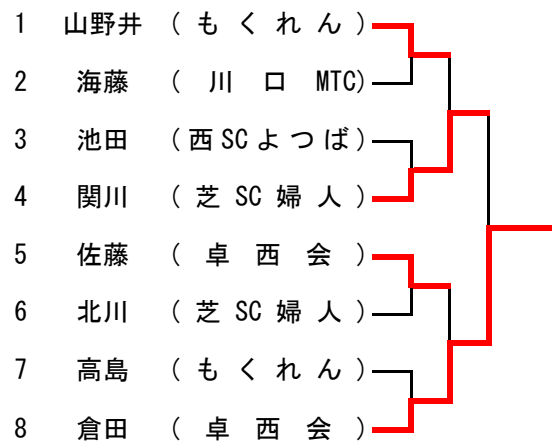 1 山野井 (もくれん)
2 海藤 (川口MTC)
3 池田 (西SCよつば)
4 関川 (芝SC婦人)
5 佐藤 (卓西会)
6 北川 (芝SC婦人)
7 高島 (もくれん)
8 倉田 (卓西会)